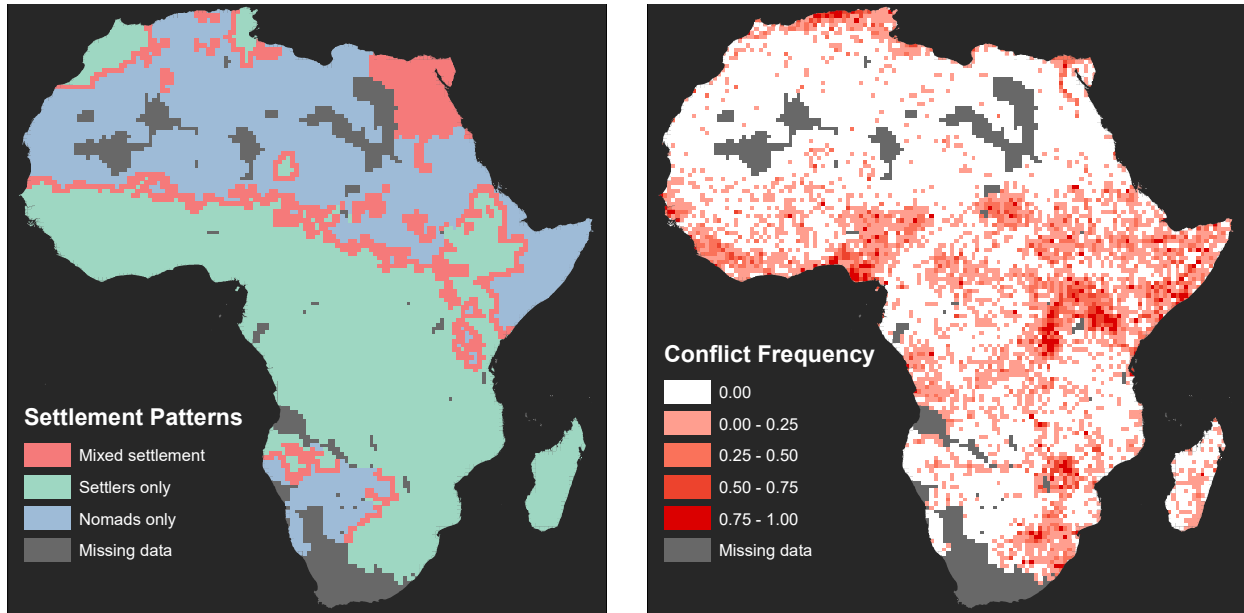 Settlement Patterns
Mixed settlement
Settlers only
Nomads only
Missing data
Conflict Frequency
0.00
0.00 - 0.25
0.25 - 0.50
0.50 - 0.75
0.75 - 1.00
Missing data